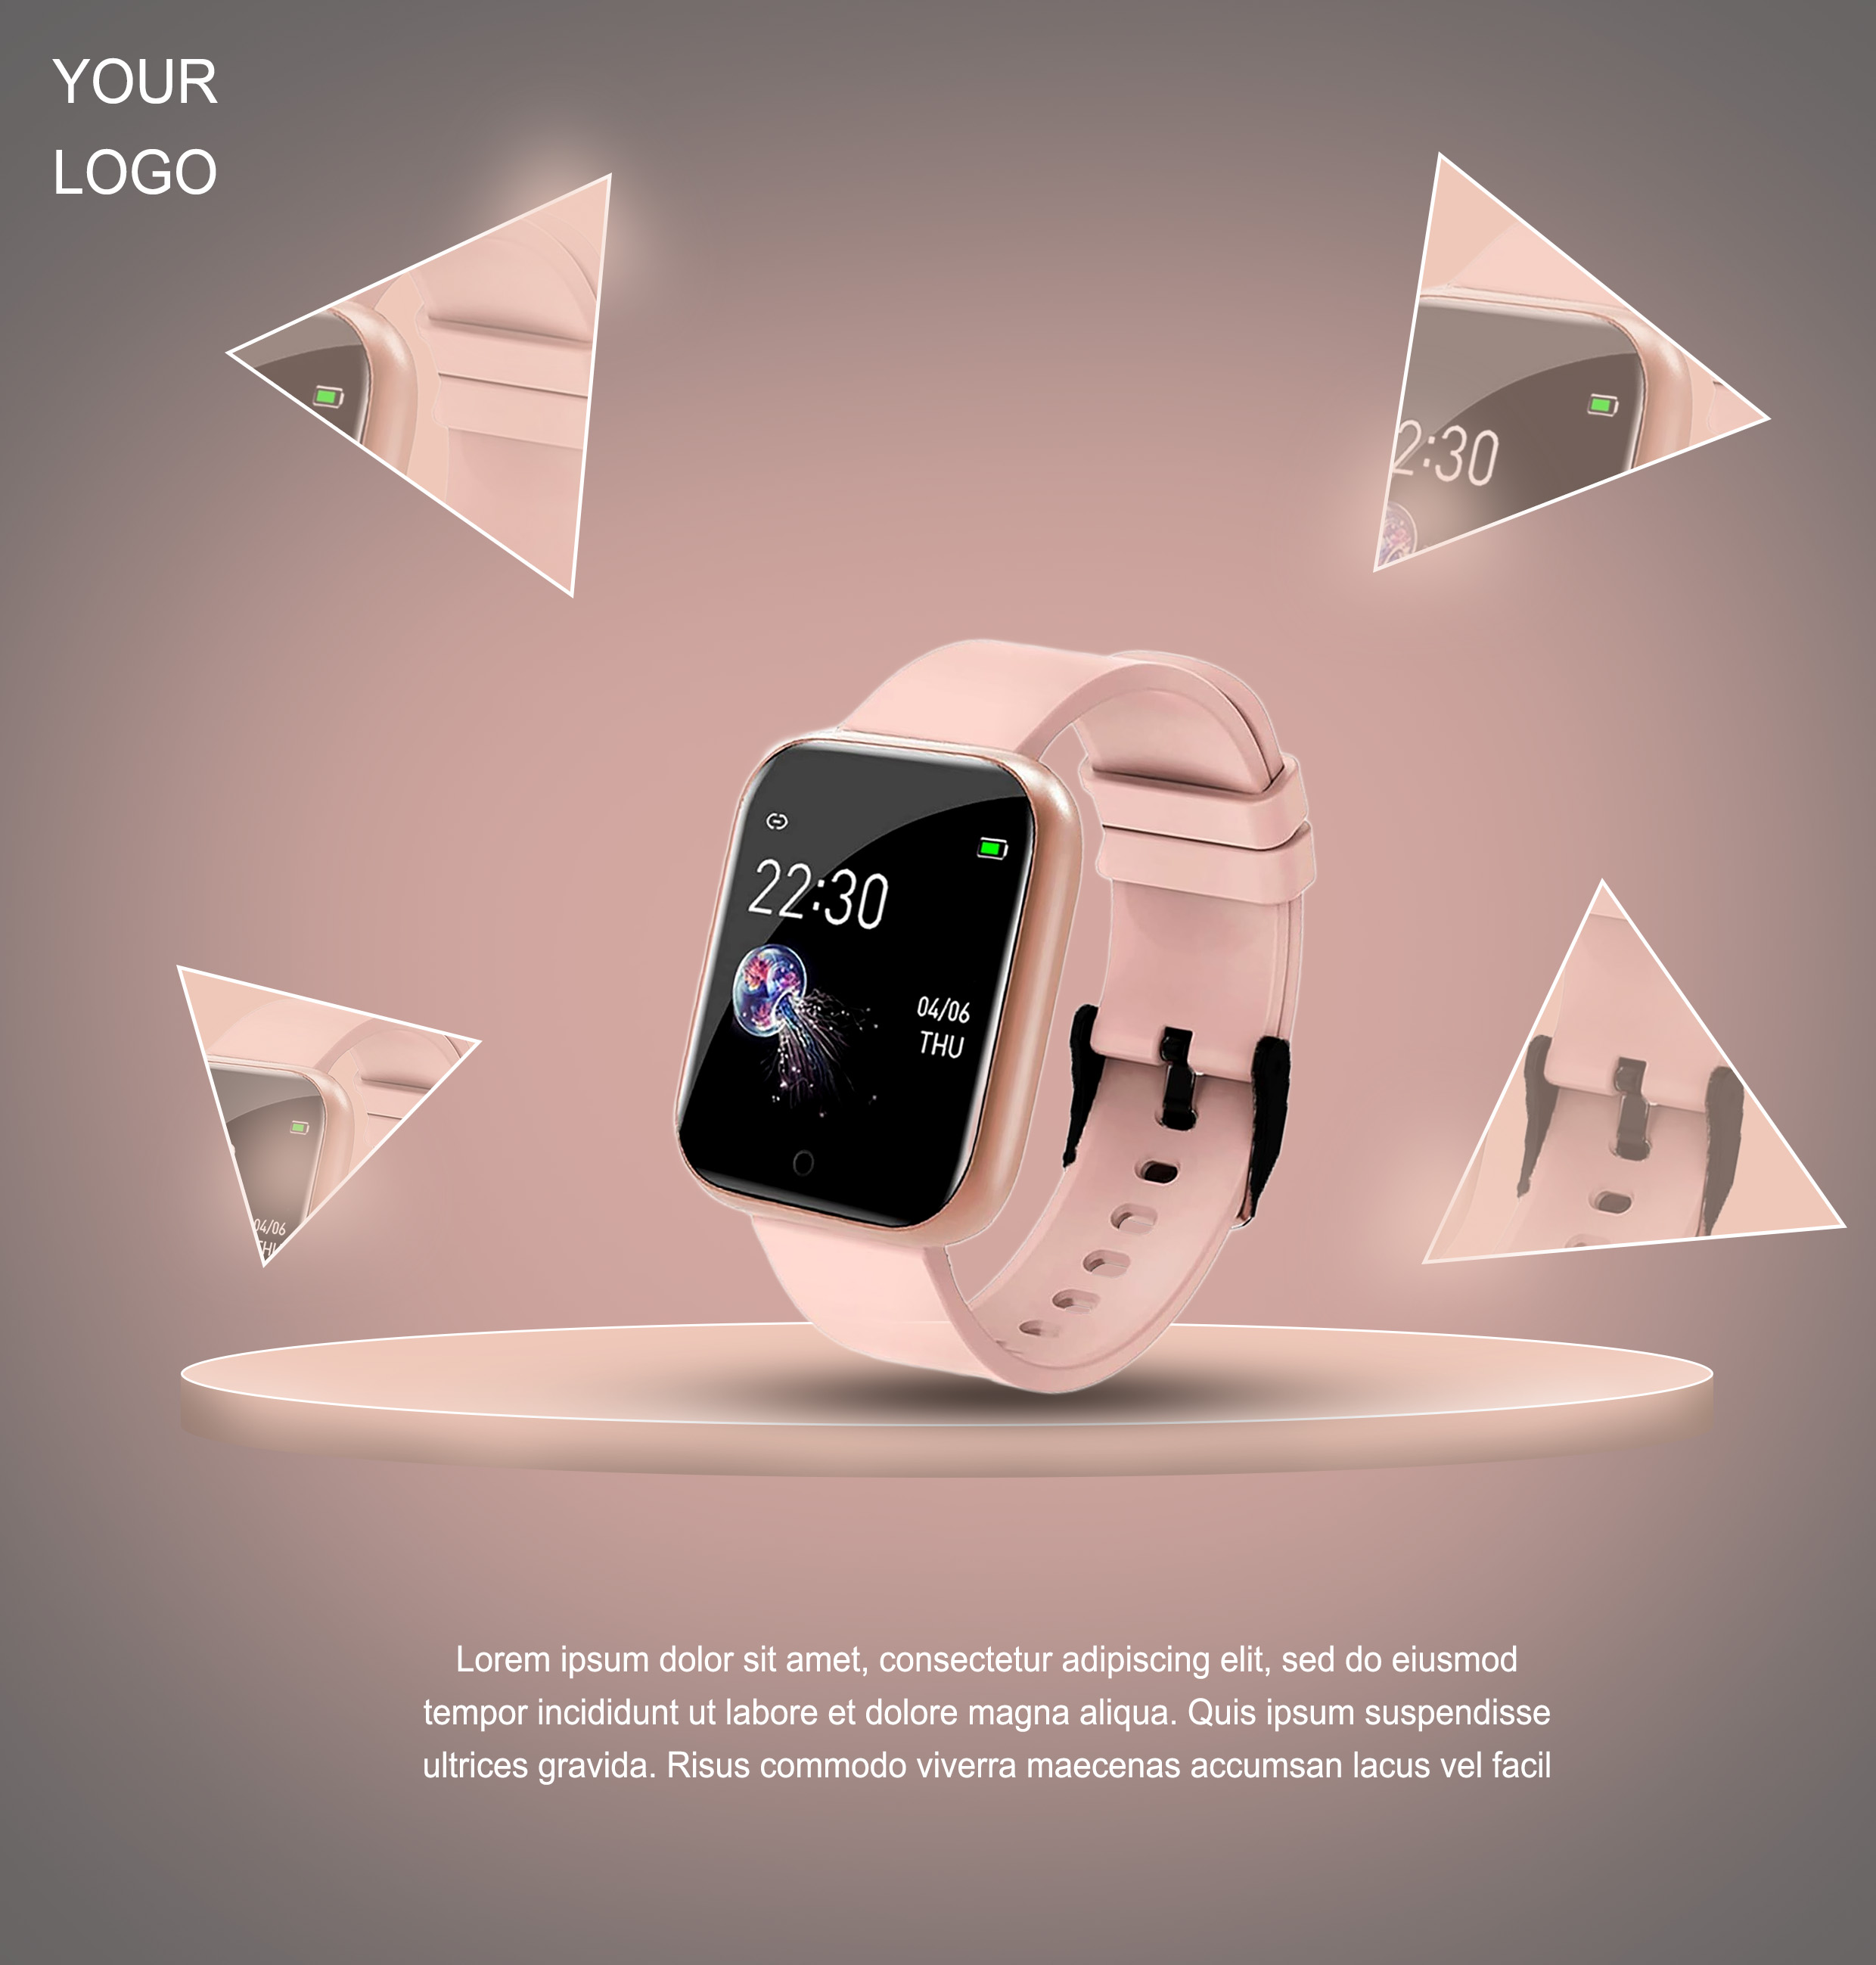 YOUR
LOGO
2:30
22:30
04/06
THU
04/06
Lorem ipsum dolor sit amet, consectetur adipiscing elit, sed do eiusmod
tempor incididunt ut labore et dolore magna aliqua. Quis ipsum suspendisse
ultrices gravida. Risus commodo viverra maecenas accumsan lacus vel facil